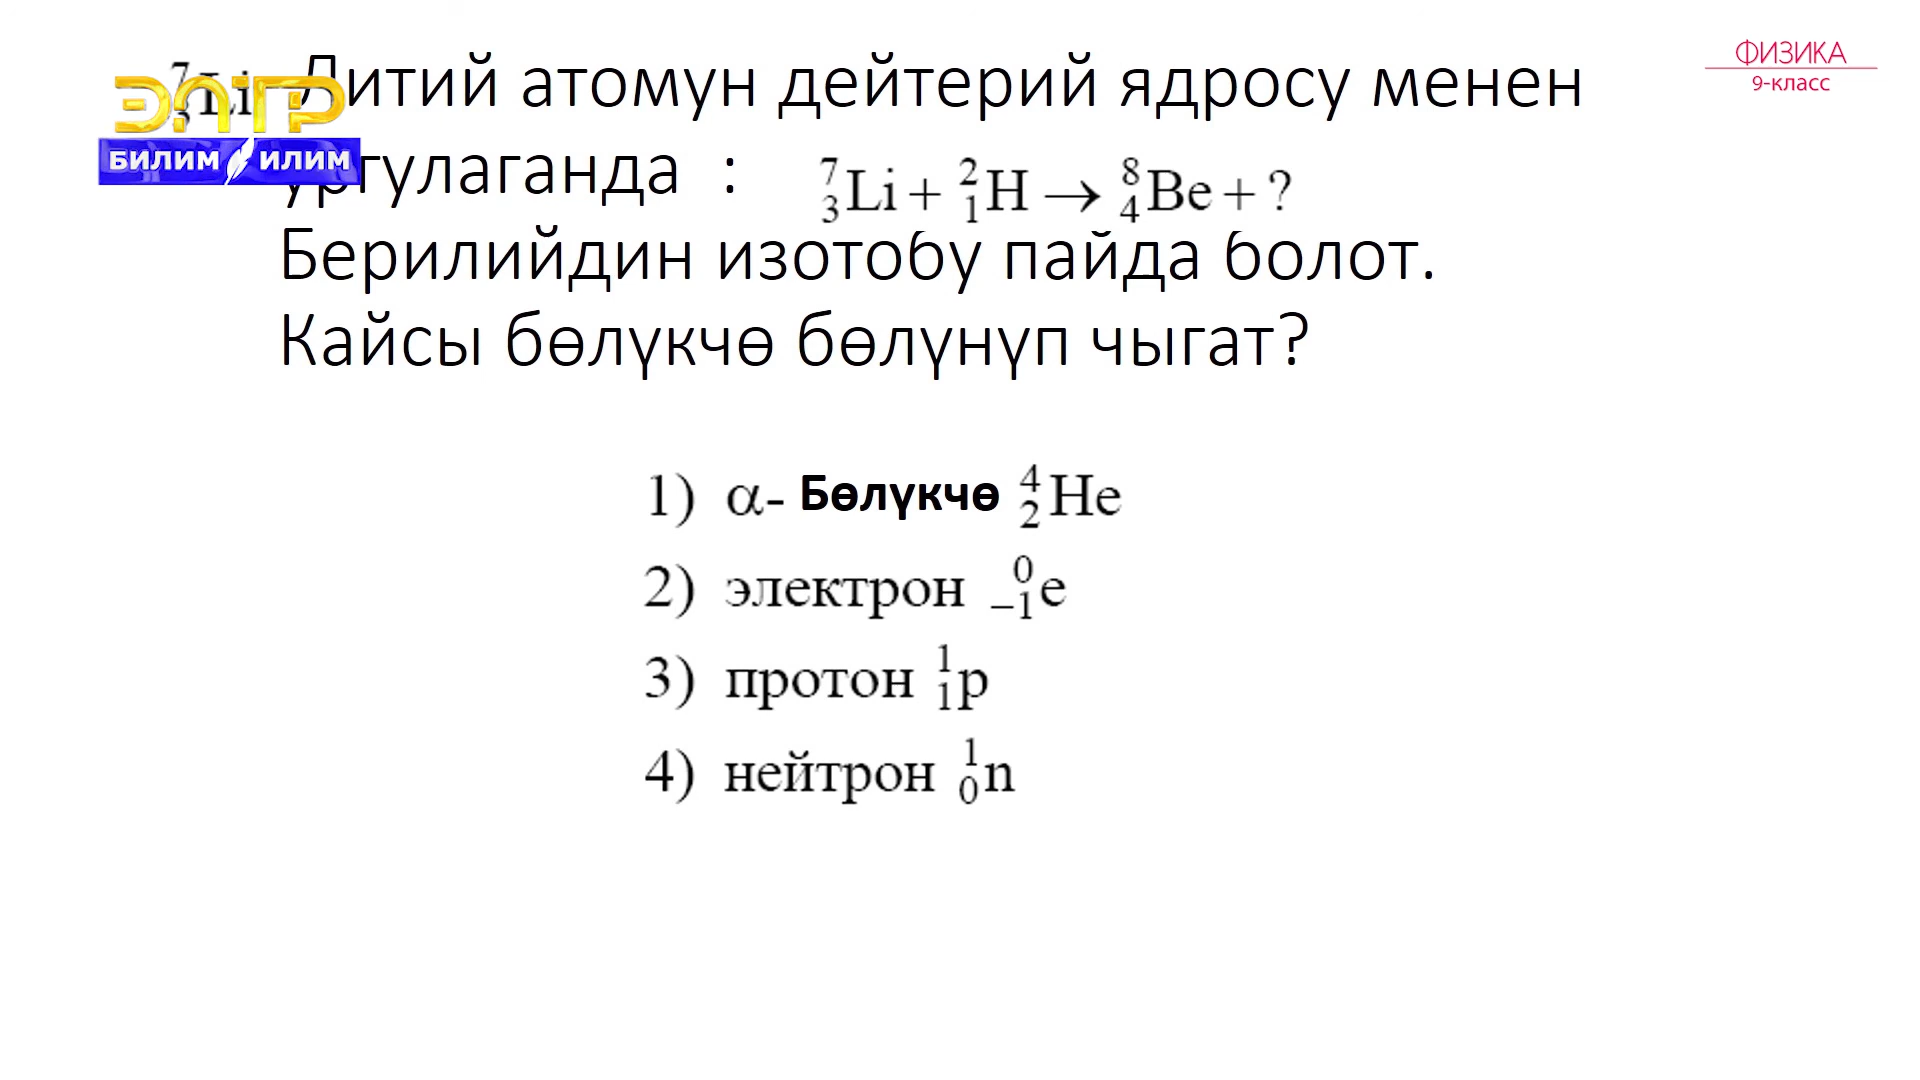 ФИЗИКА
9-класс
Литий атомун дейтерий ядросу менен
ЭЛТР
БИЛИМ ИЛИМ
ургулаганда : ⁷₃Li + ²₁H → ⁸₄Be + ?
Берилийдин изотобу пайда болот.
Кайсы бөлүкчө бөлүнүп чыгат?
1) α- Бөлүкчө ⁴₂He
2) электрон ⁰₋₁e
3) протон ¹₁p
4) нейтрон ¹₀n